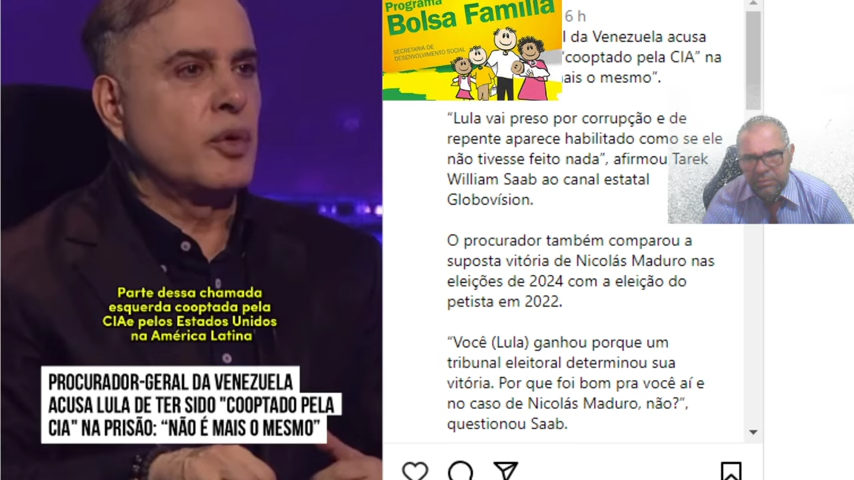 Parte dessa chamada
esquerda cooptada pela
CIAe pelos Estados Unidos
na América Latina
PROCURADOR-GERAL DA VENEZUELA
ACUSA LULA DE TER SIDO "COOPTADO PELA
CIA" NA PRISÃO: “NÃO É MAIS O MESMO”
Programa
Bolsa Família
SECRETARIA DE
DESENVOLVIMENTO SOCIAL
6 h
l da Venezuela acusa
“cooptado pela CIA” na
mais o mesmo”.
“Lula vai preso por corrupção e de
repente aparece habilitado como se ele
não tivesse feito nada”, afirmou Tarek
William Saab ao canal estatal
Globovísion.
O procurador também comparou a
suposta vitória de Nicolás Maduro nas
eleições de 2024 com a eleição do
petista em 2022.
“Você (Lula) ganhou porque um
tribunal eleitoral determinou sua
vitória. Por que foi bom pra você aí e
no caso de Nicolás Maduro, não?”,
questionou Saab.